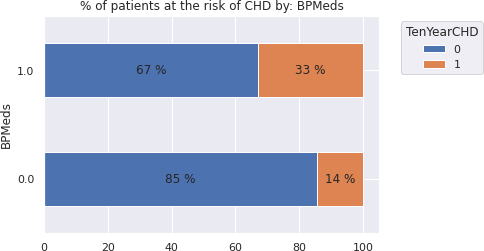 % of patients at the risk of CHD by: BPMeds
TenYearCHD
0
1
BPMeds
1.0
67 %
33 %
0.0
85 %
14 %
0 20 40 60 80 100